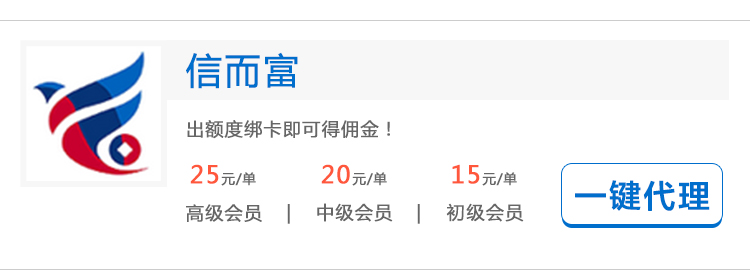 信而富
出额度绑卡即可得佣金！
25元/单 20元/单 15元/单
高级会员 | 中级会员 | 初级会员
一键代理